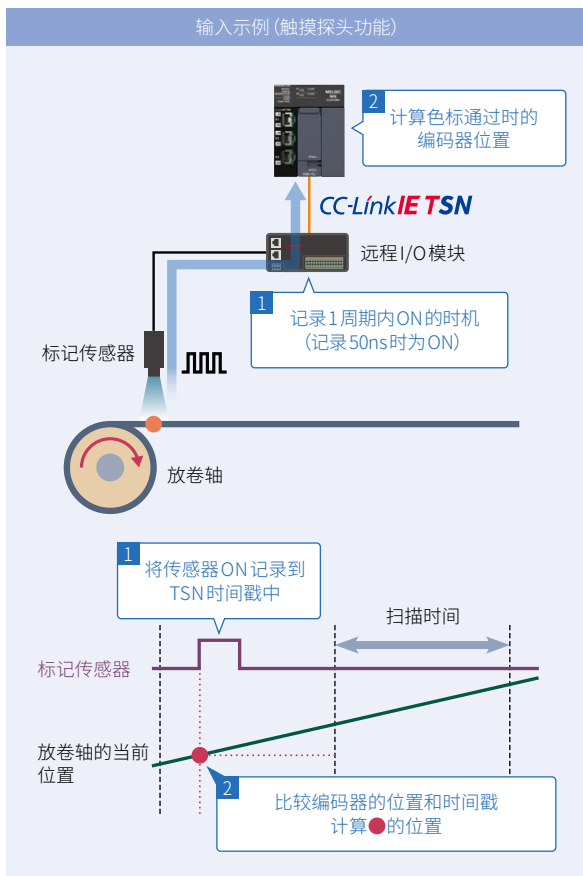 输入示例(触摸探头功能)
2
计算色标通过时的
编码器位置
CC-Link IE TSN
远程I/O模块
1
记录1周期内ON的时机
(记录50ns时为ON)
标记传感器
放卷轴
1
将传感器ON记录到
TSN时间戳中
扫描时间
标记传感器
放卷轴的当前
位置
2
比较编码器的位置和时间戳
计算●的位置